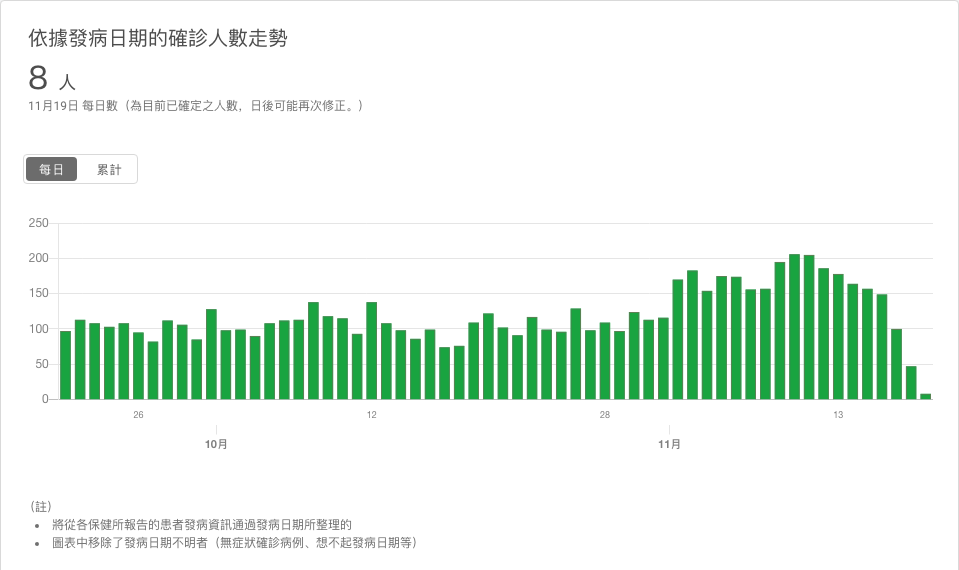 依據發病日期的確診人數走勢
8 人
11月19日 每日數（為目前已確定之人數，日後可能再次修正。）
每日 累計
250
200
150
100
50
0
26 12 28 13
10月 11月
（註）
• 將從各保健所報告的患者發病資訊通過發病日期所整理的
• 圖表中移除了發病日期不明者（無症狀確診病例、想不起發病日期等）